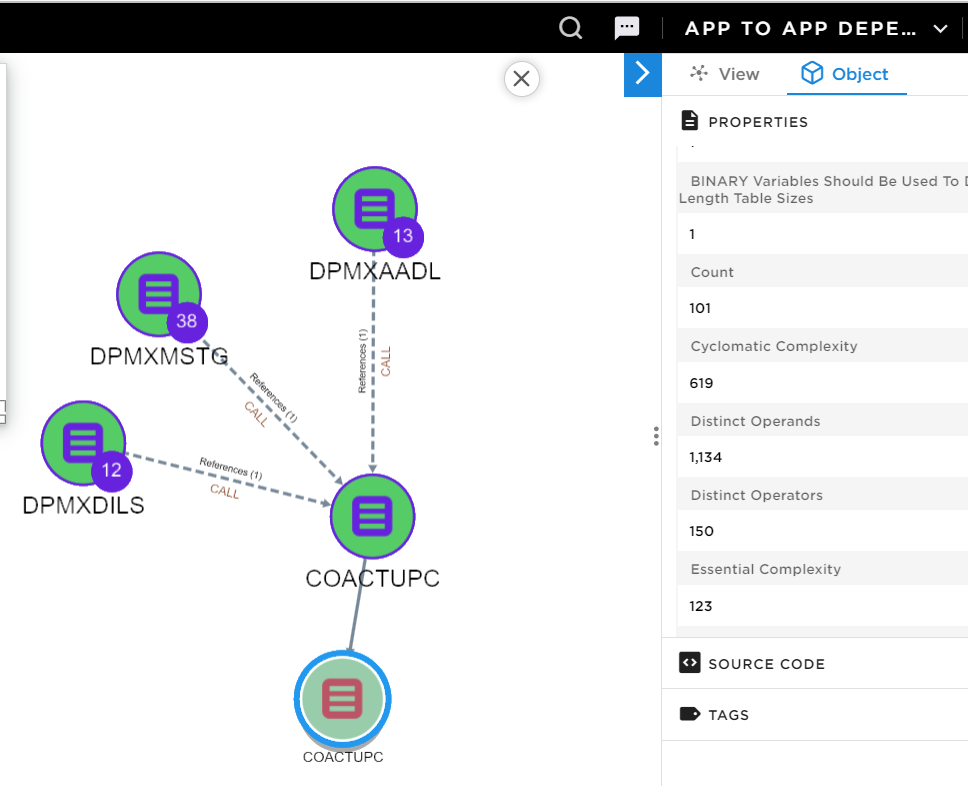 APP TO APP DEPE...
View
Object
PROPERTIES
BINARY Variables Should Be Used To
Length Table Sizes
1
Count
101
Cyclomatic Complexity
619
Distinct Operands
1,134
Distinct Operators
150
Essential Complexity
123
SOURCE CODE
TAGS
13
DPMXAADL
38
DPMXMSTG
References (1)
CALL
References (1)
CALL
12
DPMXDILS
References (1)
CALL
COACTUPC
COACTUPC